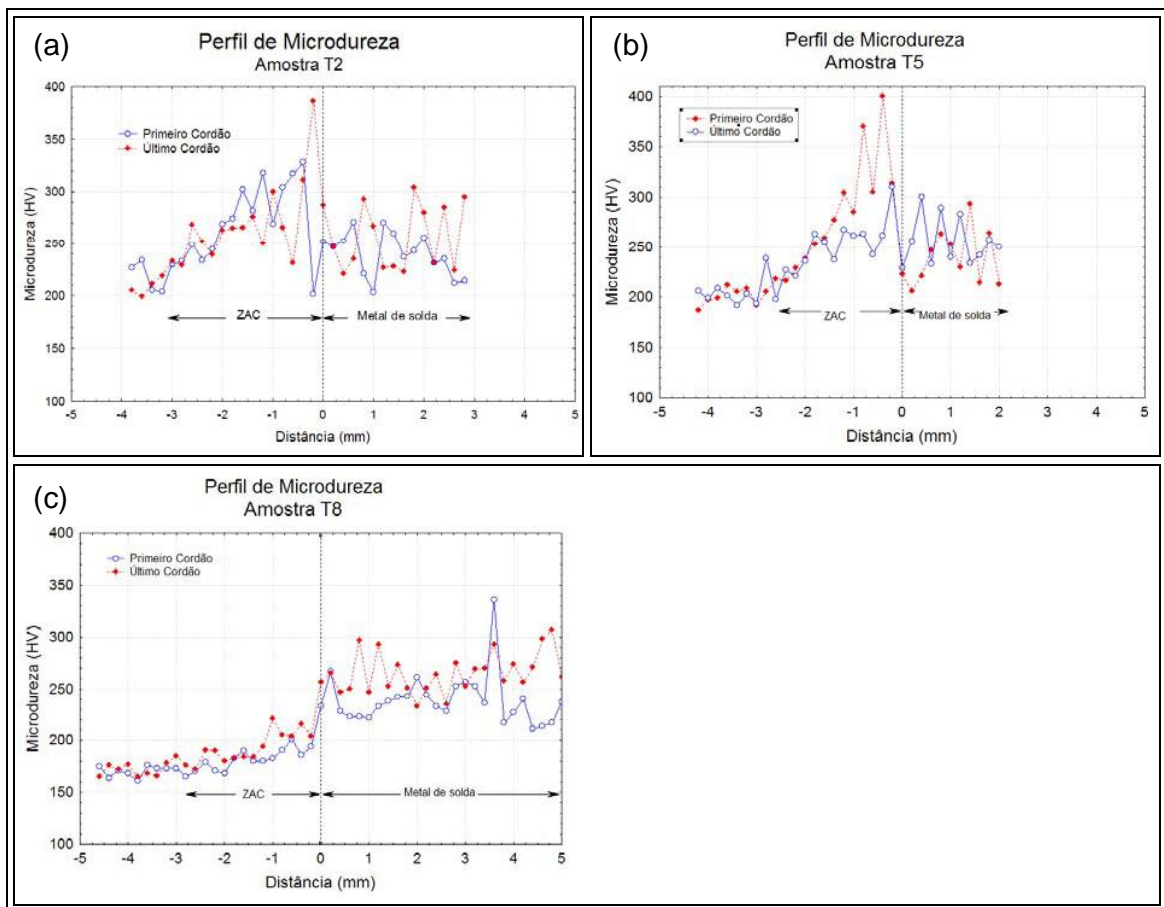 (a)
Perfil de Microdureza
Amostra T2
400
350
300
250
200
150
100
Microdureza (HV)
Primeiro Cordão
Último Cordão
ZAC
Metal de solda
-5 -4 -3 -2 -1 0 1 2 3 4 5
Distância (mm)
(b)
Perfil de Microdureza
Amostra T5
400
350
300
250
200
150
100
Microdureza (HV)
Primeiro Cordão
Último Cordão
ZAC
Metal de solda
-5 -4 -3 -2 -1 0 1 2 3 4 5
Distância (mm)
(c)
Perfil de Microdureza
Amostra T8
400
350
300
250
200
150
100
Microdureza (HV)
Primeiro Cordão
Último Cordão
ZAC
Metal de solda
-5 -4 -3 -2 -1 0 1 2 3 4 5
Distância (mm)